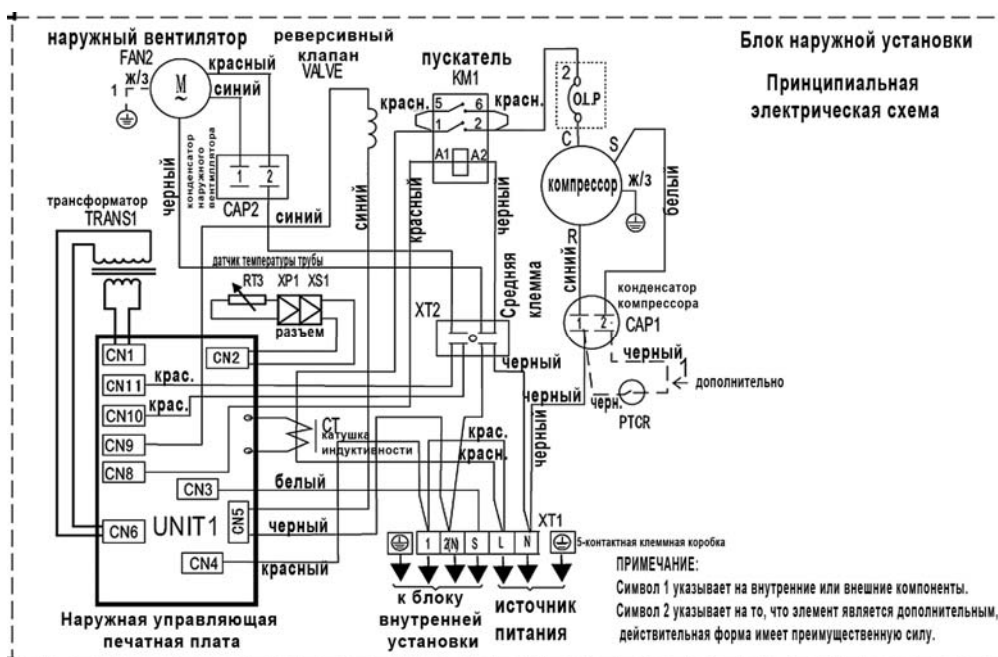 наружный вентилятор
FAN2
реверсивный
клапан
VALVE
пускатель
KM1
Блок наружной установки
Принципиальная
электрическая схема
ж/з
1
M
~
красный
синий
красн.
5
6
красн.
1
2
A1
A2
2
O.L.P
C
S
компрессор
ж/з
R
белый
черный
конденсатор
наружного
вентиллятора
1
2
CAP2
синий
синий
красный
черный
синий
трансформатор
TRANS1
датчик температуры трубы
RT3
XP1
XS1
разъем
Средняя
клемма
XT2
конденсатор
компрессора
1
2
CAP1
черный
1
дополнительно
черн.
PTCR
черный
черный
черный
CN1
CN2
CN11
крас.
CN10
крас.
CN9
CN8
CT
катушка
индуктивности
крас.
красн.
CN3
белый
CN5
черный
CN6
UNIT1
CN4
красный
XT1
1
2(N)
S
L
N
5-контактная клеммная коробка
к блоку
внутренней
установки
источник
питания
Наружная управляющая
печатная плата
ПРИМЕЧАНИЕ:
Символ 1 указывает на внутренние или внешние компоненты.
Символ 2 указывает на то, что элемент является дополнительным,
действительная форма имеет преимущественную силу.